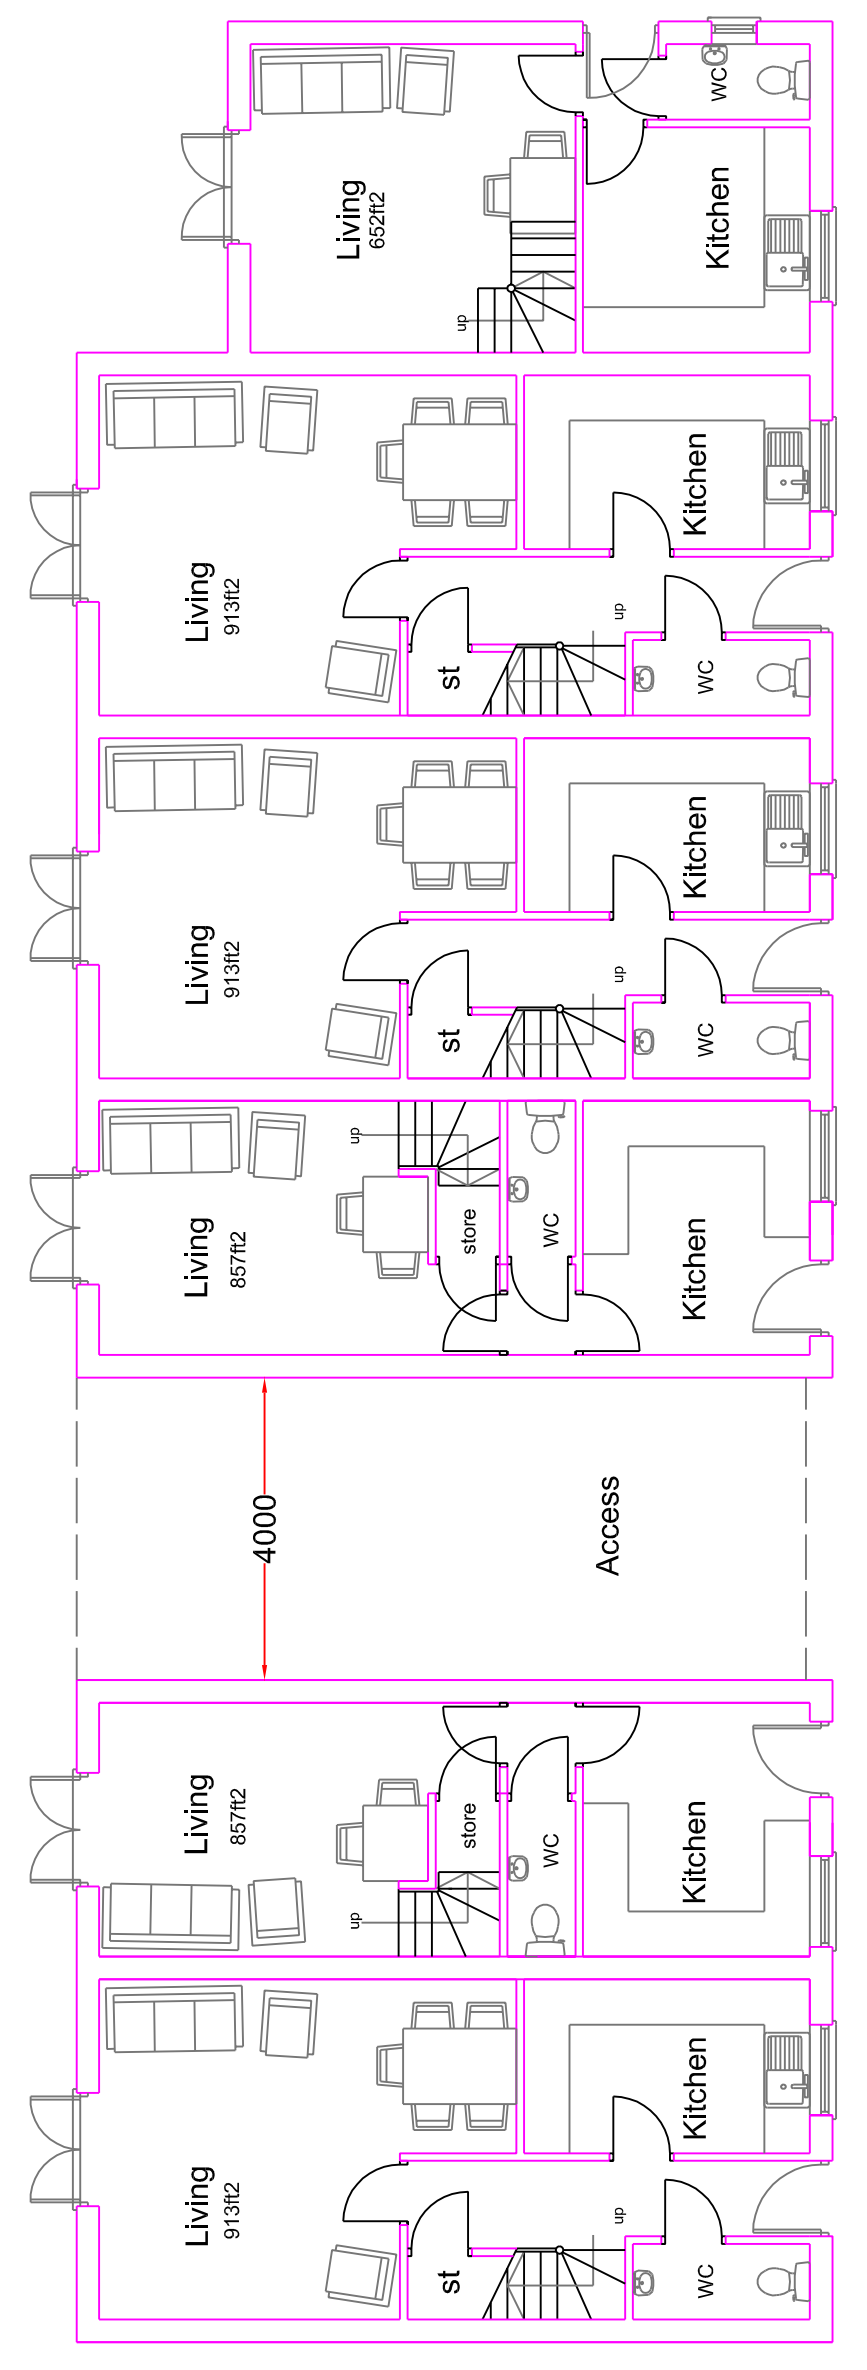 WC
Living
652ft2
Kitchen
up
Living
913ft2
Kitchen
up
st
WC
Living
913ft2
Kitchen
up
st
WC
up
Living
857ft2
store
WC
Kitchen
4000
Access
Living
857ft2
store
WC
Kitchen
up
Living
913ft2
Kitchen
up
st
WC